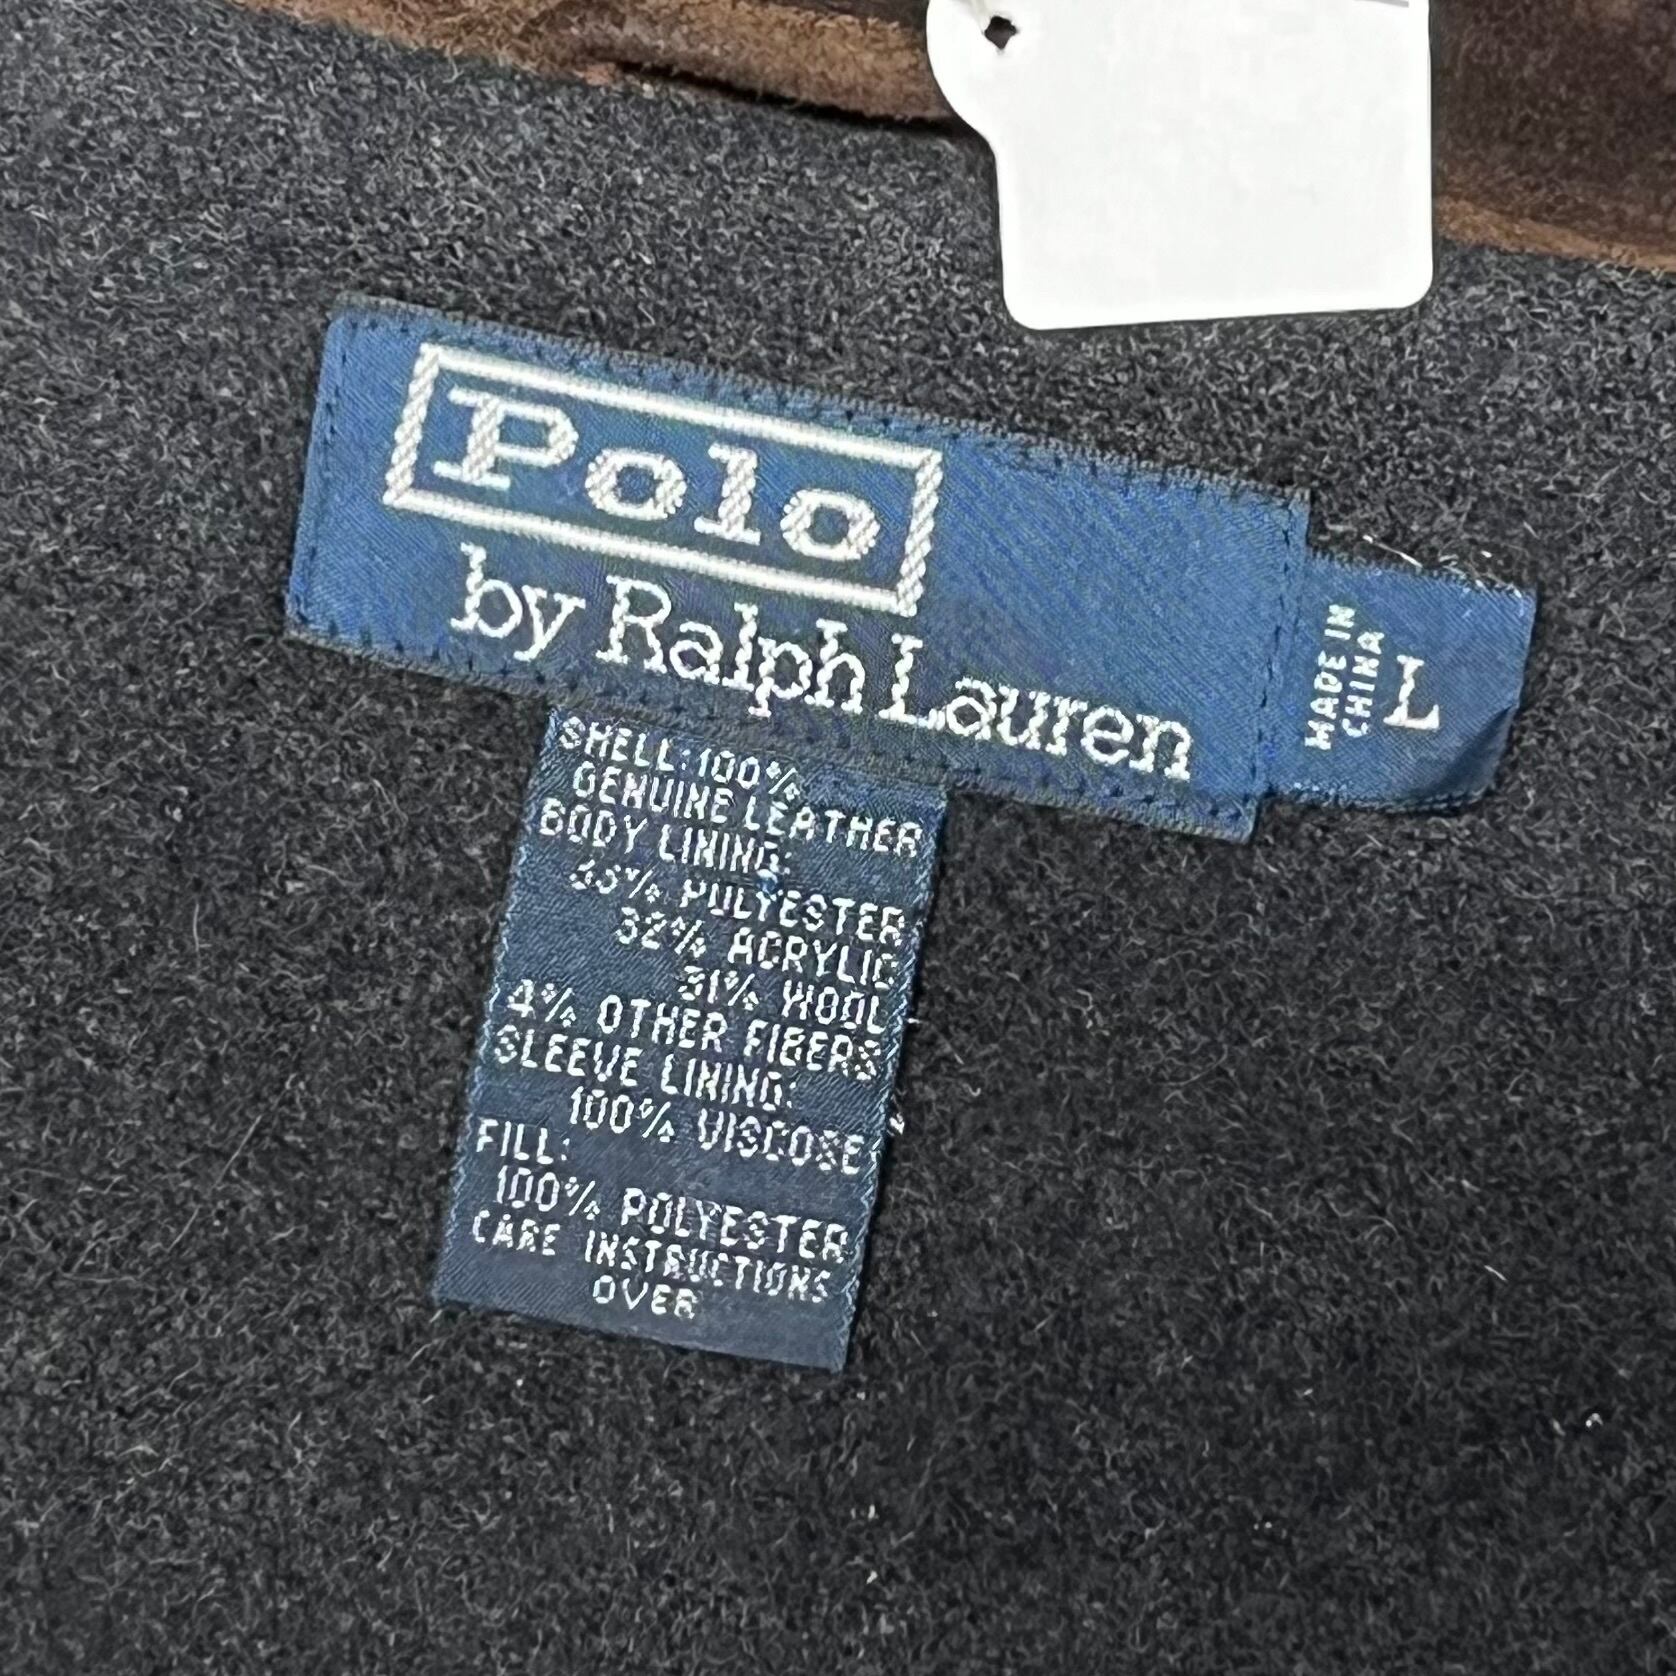 Polo
by Ralph Lauren
MADE IN
CHINA
L
SHELL: 100%
GENUINE LEATHER
BODY LINING:
33% POLYESTER
32% ACRYLIC
31% WOOL
4% OTHER FIBERS
SLEEVE LINING:
100% VISCOSE
FILL:
100% POLYESTER
CARE INSTRUCTIONS
OVER